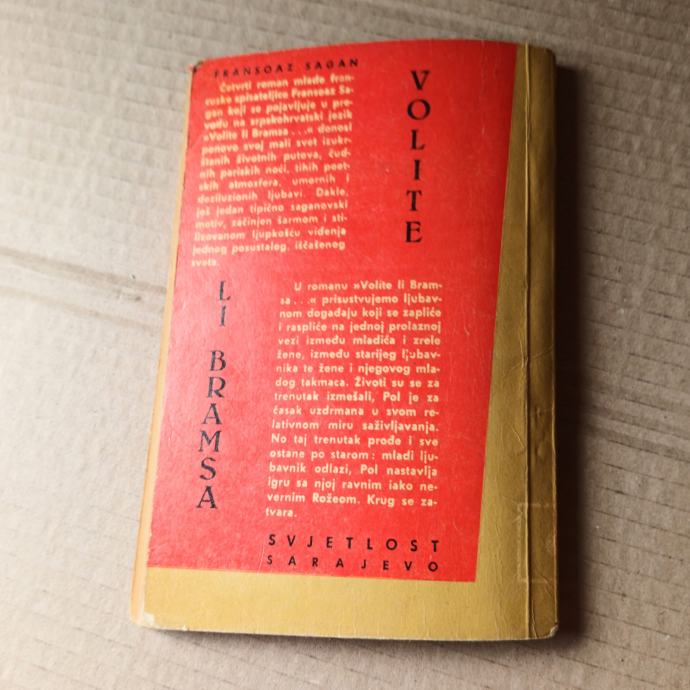 FRANSOAZ SAGAN
Četvrti roman mlade fran-
cuske spisateljice Fransoaz Sa-
gan koji se pojavljuje u pre-
vodu na srpskohrvatski jezik
»Volite li Bramsa . . .« donosi
ponovo svoj mali svet izukr-
štanih životnih puteva, čud-
nih pariskih noći, tihih poet-
skih atmosfera, umornih i
deziluzionih ljubavi. Dakle,
još jedan tipično saganovski
motiv, začinjen šarmom i sti-
lizovanom ljupkošću viđenja
jednog posustalog, iščašenog
sveta.
VOLITE
LI BRAMSA
U romanu »Volite li Bram-
sa . . .« prisustvujemo ljubav-
nom događaju koji se zapliće
i raspliće na jednoj prolaznoj
vezi između mladića i zrele
žene, između starijeg ljubav-
nika te žene i njegovog mla-
dog takmaca. Životi su se za
trenutak izmešali, Pol je za
časak uzdrmana u svom re-
lativnom miru saživljavanja.
No taj trenutak prođe i sve
ostane po starom: mladi lju-
bavnik odlazi, Pol nastavlja
igru sa njoj ravnim iako ne-
vernim Rožeom. Krug se za-
tvara.
SVJETLOST
SARAJEVO